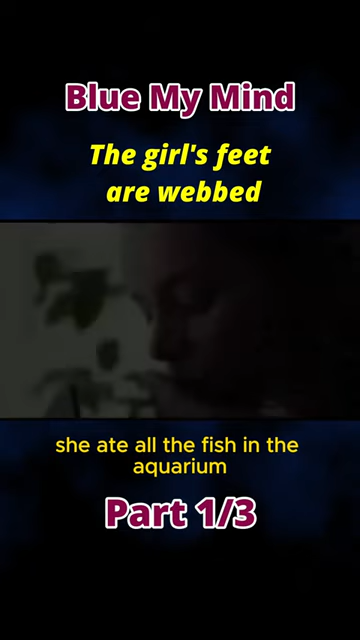 Blue My Mind
The girl's feet
are webbed
she ate all the fish in the
aquarium
Part 1/3